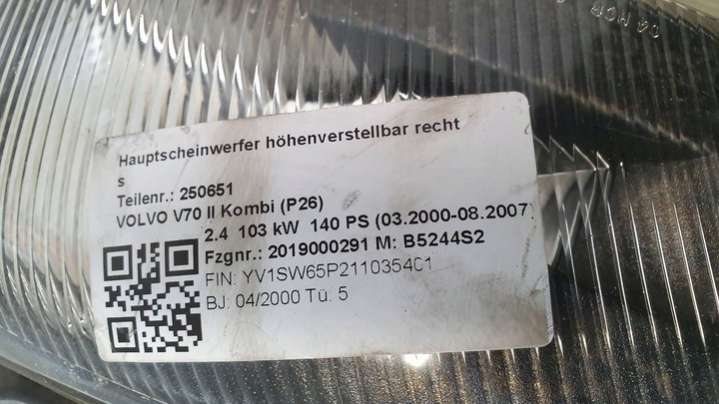 Hauptscheinwerfer höhenverstellbar recht
s
Teilenr.: 250651
VOLVO V70 II Kombi (P26)
2.4 103 kW 140 PS (03.2000-08.2007)
Fzgnr.: 2019000291 M: B5244S2
FIN: YV1SW65P2110354C1
BJ: 04/2000 Tü. 5